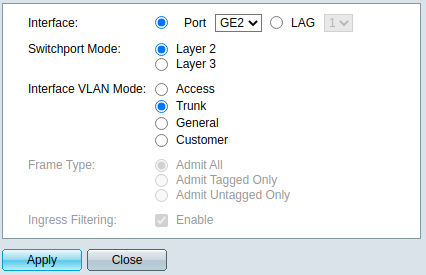 Interface: Port GE2 LAG 1
Switchport Mode: Layer 2
Layer 3
Interface VLAN Mode: Access
Trunk
General
Customer
Frame Type: Admit All
Admit Tagged Only
Admit Untagged Only
Ingress Filtering: Enable
Apply Close